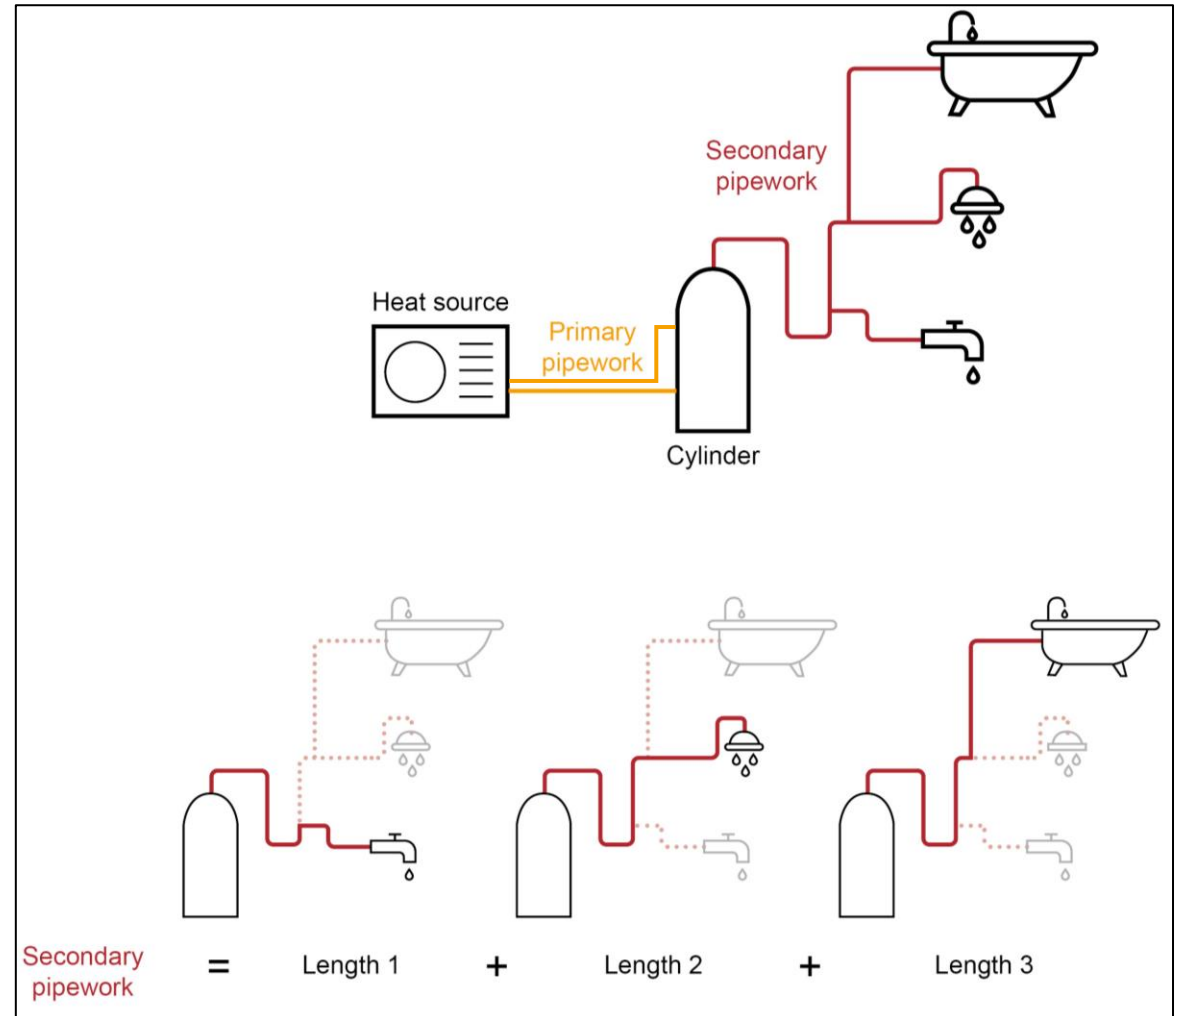 Secondary
pipework
Heat source
Primary
pipework
Cylinder
Secondary
pipework
=
Length 1
+
Length 2
+
Length 3